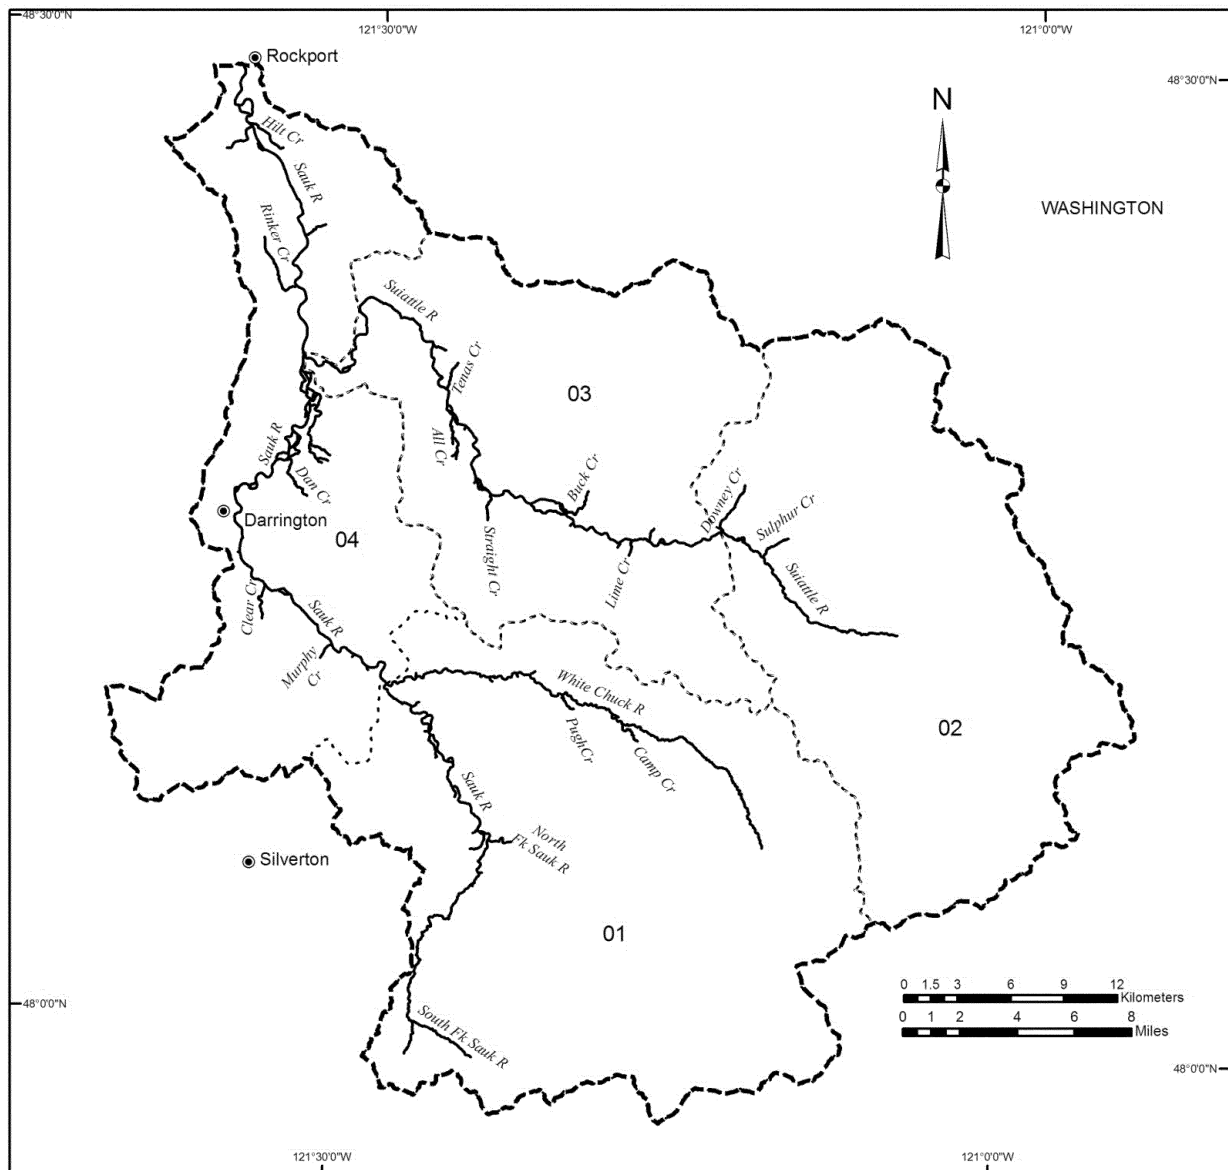 48°30'0"N
121°30'0"W
121°0'0"W
Rockport
48°30'0"N
N
Hilt Cr
Sauk R
WASHINGTON
Rinker Cr
Suiattle R
Tenas Cr
03
Sauk R
All Cr
Dan Cr
Buck Cr
Downey Cr
Sulphur Cr
Darrington
04
Straight Cr
Lime Cr
Suiattle R
Clear Cr
Sauk R
Murphy
Cr
White Chuck R
PughCr
Camp Cr
02
Sauk R
North
Fk Sauk R
Silverton
01
0 1.5 3 6 9 12
Kilometers
48°0'0"N
South Fk Sauk R
0 1 2 4 6 8
Miles
48°0'0"N
121°30'0"W
121°0'0"W